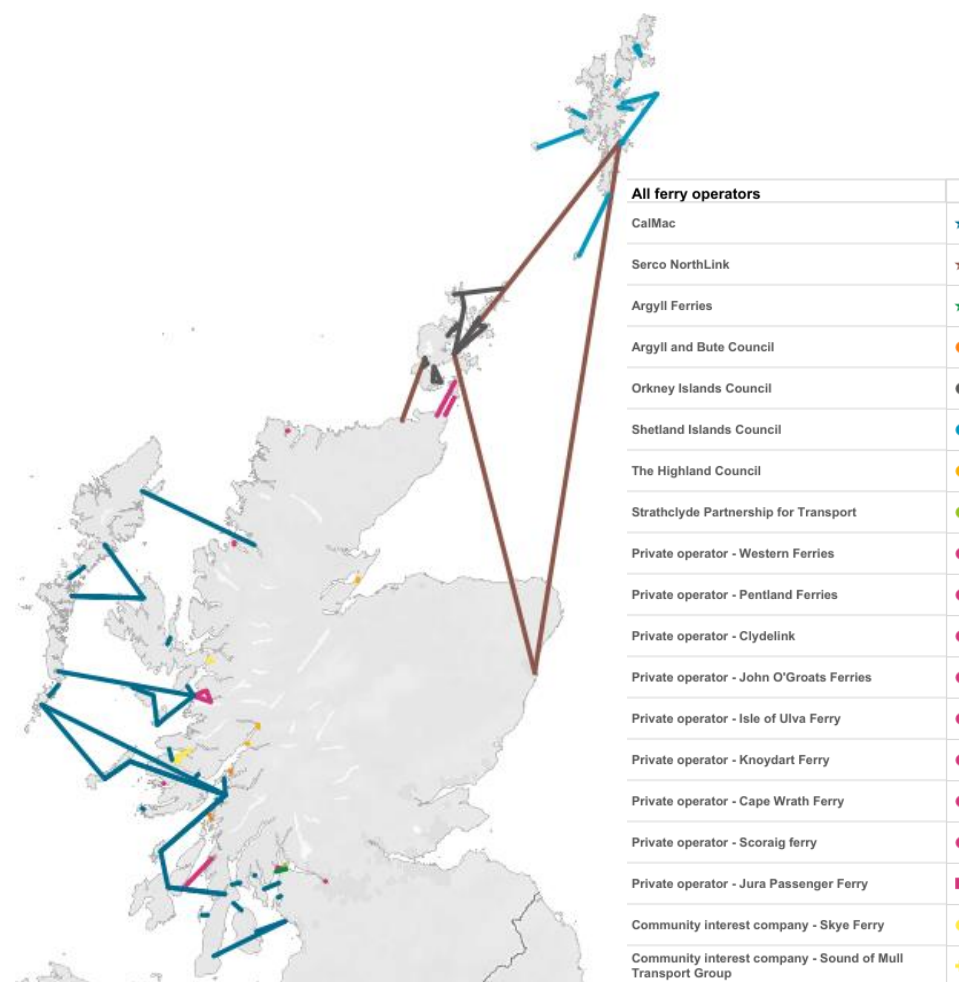 All ferry operators
CalMac
Serco NorthLink
Argyll Ferries
Argyll and Bute Council
Orkney Islands Council
Shetland Islands Council
The Highland Council
Strathclyde Partnership for Transport
Private operator - Western Ferries
Private operator - Pentland Ferries
Private operator - Clydelink
Private operator - John O'Groats Ferries
Private operator - Isle of Ulva Ferry
Private operator - Knoydart Ferry
Private operator - Cape Wrath Ferry
Private operator - Scoraig ferry
Private operator - Jura Passenger Ferry
Community interest company - Skye Ferry
Community interest company - Sound of Mull
Transport Group